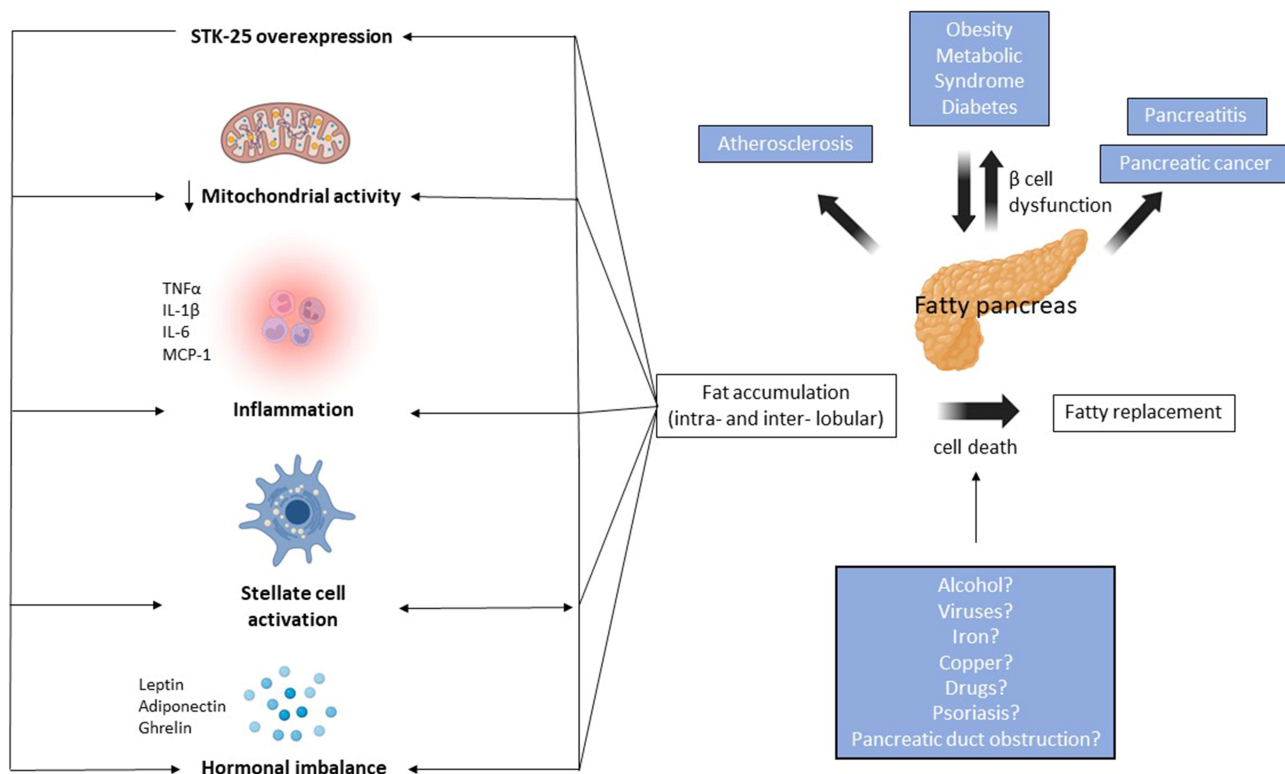 STK-25 overexpression
Mitochondrial activity
TNFα
IL-1β
IL-6
MCP-1
Inflammation
Stellate cell
activation
Leptin
Adiponectin
Ghrelin
Hormonal imbalance
Fat accumulation
(intra- and inter- lobular)
Atherosclerosis
Obesity
Metabolic
Syndrome
Diabetes
Pancreatitis
Pancreatic cancer
β cell
dysfunction
Fatty pancreas
cell death
Fatty replacement
Alcohol?
Viruses?
Iron?
Copper?
Drugs?
Psoriasis?
Pancreatic duct obstruction?